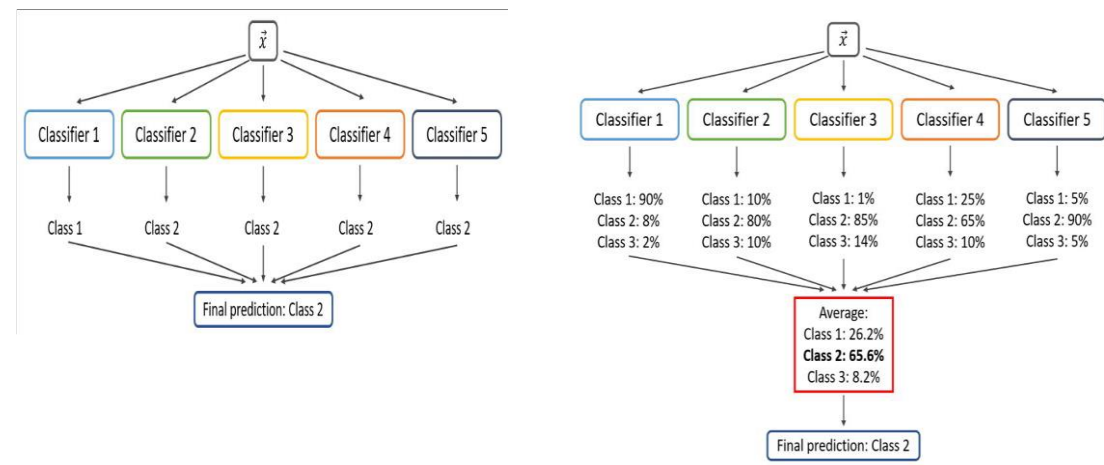 x⃗
Classifier 1
Classifier 2
Classifier 3
Classifier 4
Classifier 5
Class 1
Class 2
Class 2
Class 2
Class 2
Final prediction: Class 2
x⃗
Classifier 1
Classifier 2
Classifier 3
Classifier 4
Classifier 5
Class 1: 90%
Class 2: 8%
Class 3: 2%
Class 1: 10%
Class 2: 80%
Class 3: 10%
Class 1: 1%
Class 2: 85%
Class 3: 14%
Class 1: 25%
Class 2: 65%
Class 3: 10%
Class 1: 5%
Class 2: 90%
Class 3: 5%
Average:
Class 1: 26.2%
Class 2: 65.6%
Class 3: 8.2%
Final prediction: Class 2